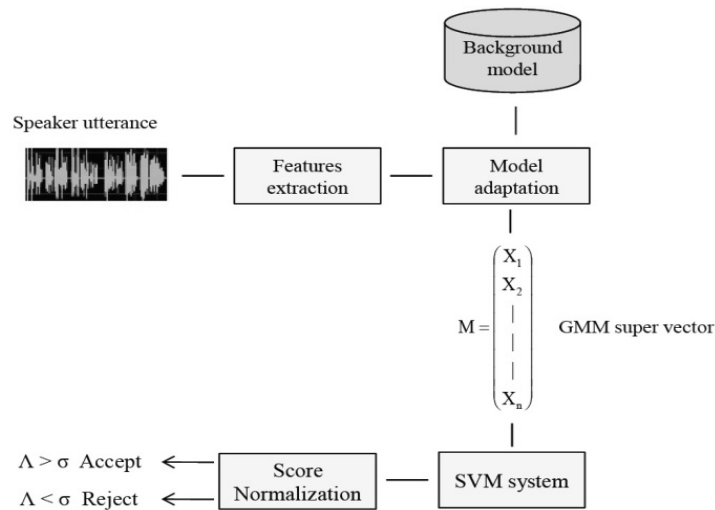 Background
model
Speaker utterance
Features
extraction
Model
adaptation
X1
X2
M =
GMM super vector
Xn
Λ > σ Accept
Λ < σ Reject
Score
Normalization
SVM system